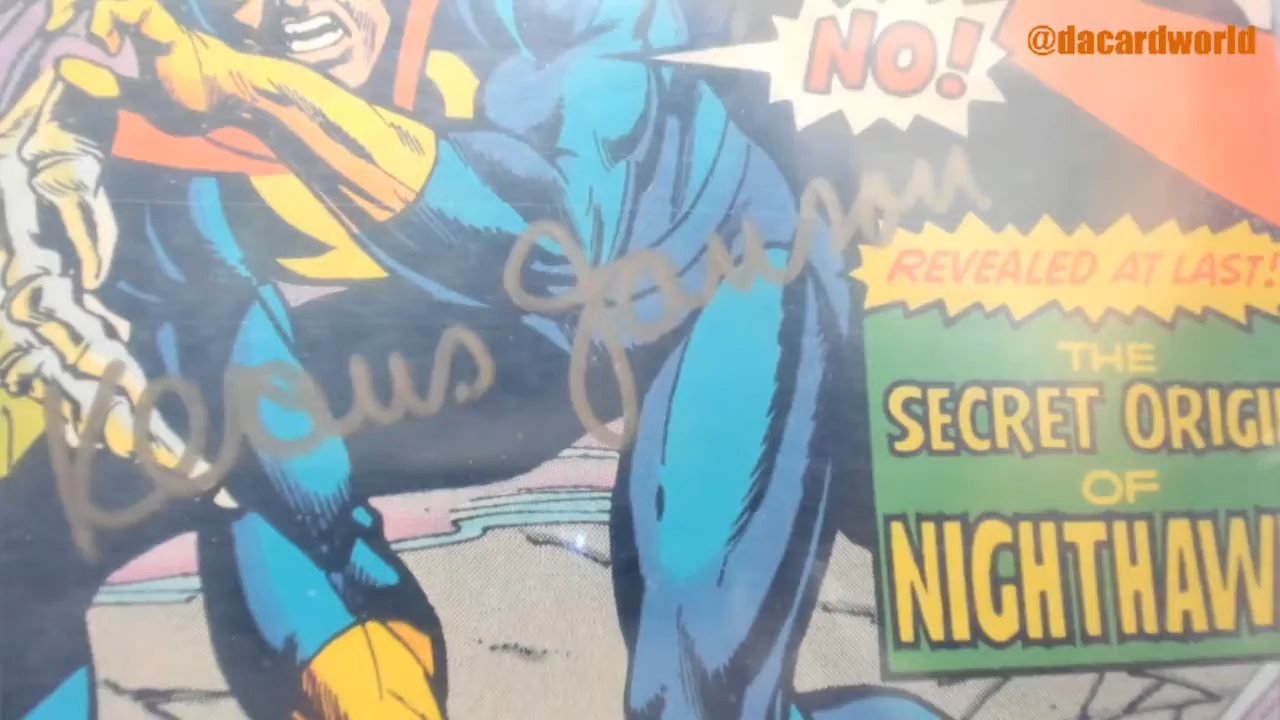 @dacardworld
NO!
Klaus Janson
REVEALED AT LAST!
THE
SECRET ORIGI
OF
NIGHTHAW